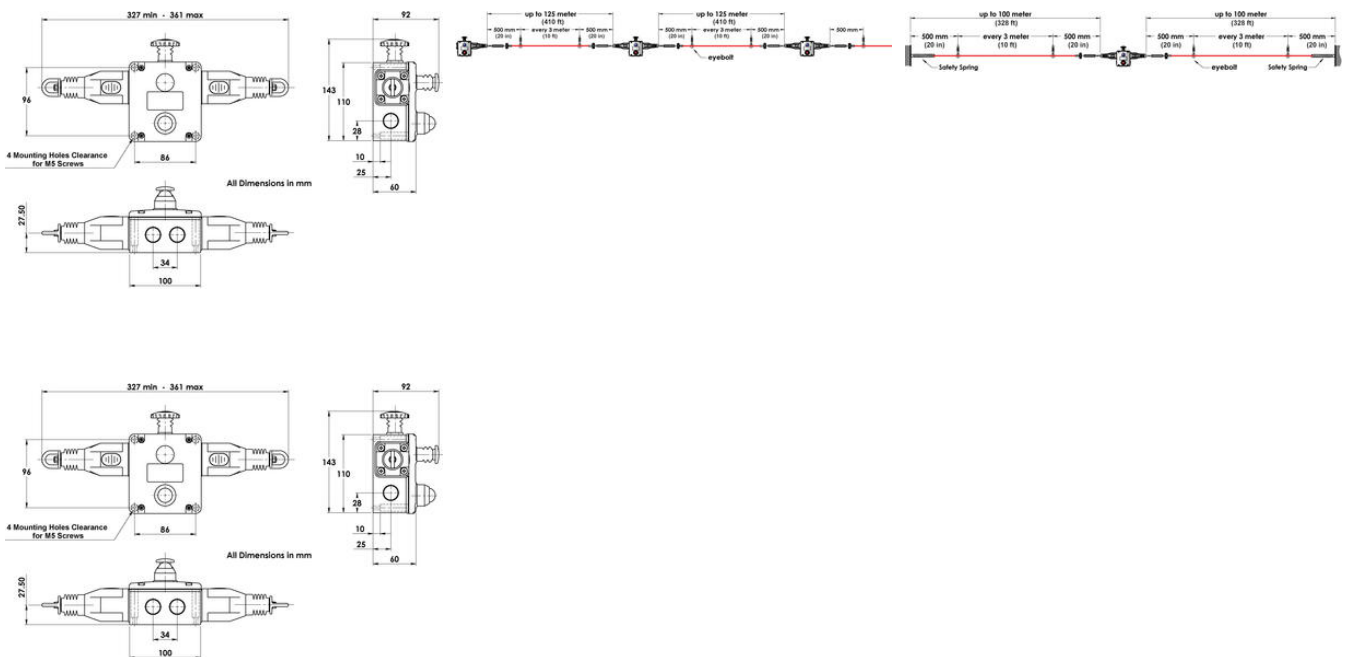 327 min - 361 max
92
96
143
110
28
86
10
25
60
4 Mounting Holes Clearance
for M5 Screws
All Dimensions in mm
27.50
34
100
up to 125 meter
(410 ft)
up to 125 meter
(410 ft)
500 mm
(20 in)
every 3 meter
(10 ft)
500 mm
(20 in)
500 mm
(20 in)
every 3 meter
(10 ft)
500 mm
(20 in)
500 mm
(20 in)
eyebolt
up to 100 meter
(328 ft)
up to 100 meter
(328 ft)
500 mm
(20 in)
every 3 meter
(10 ft)
500 mm
(20 in)
500 mm
(20 in)
every 3 meter
(10 ft)
500 mm
(20 in)
Safety Spring
eyebolt
Safety Spring
327 min - 361 max
92
96
143
110
28
86
10
25
60
4 Mounting Holes Clearance
for M5 Screws
All Dimensions in mm
27.50
34
100